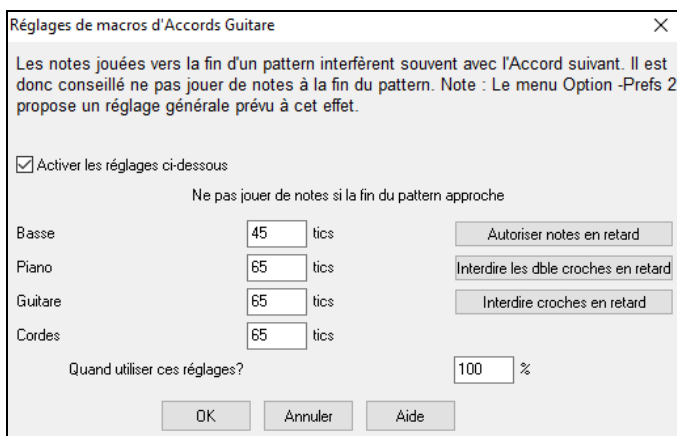 Réglages de macros d'Accords Guitare
Les notes jouées vers la fin d'un pattern interfèrent souvent avec l'Accord suivant. Il est
donc conseillé ne pas jouer de notes à la fin du pattern. Note : Le menu Option -Prefs 2
propose un réglage générale prévu à cet effet.
Activer les réglages ci-dessous
Ne pas jouer de notes si la fin du pattern approche
Basse 45 tics Autoriser notes en retard
Piano 65 tics Interdire les dble croches en retard
Guitare 65 tics Interdire croches en retard
Cordes 65 tics
Quand utiliser ces réglages? 100 %
OK Annuler Aide